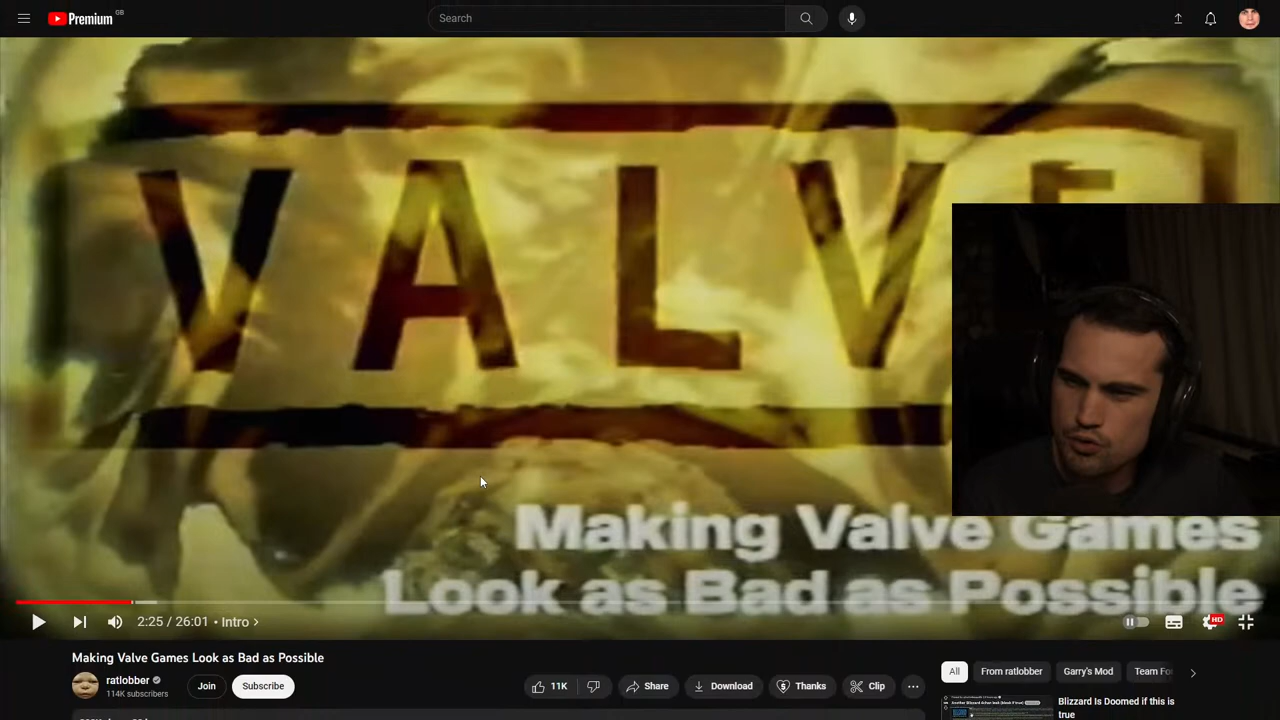 Premium GB
Search
VALVE
Making Valve Games
Look as Bad as Possible
2:25 / 26:01 • Intro >
HD
Making Valve Games Look as Bad as Possible
ratlobber
114K subscribers
Join
Subscribe
11K
Share
Download
Thanks
Clip
All
From ratlobber
Garry's Mod
Team Fo
Blizzard Is Doomed if this is
true